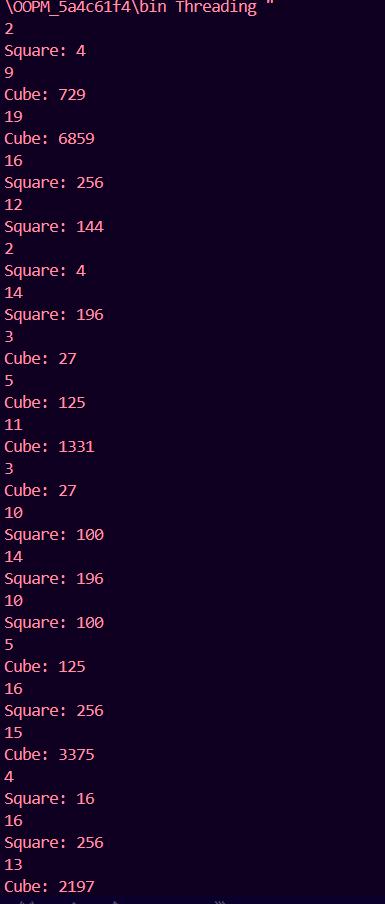 \OOPM_5a4c61f4\bin Threading "
2
Square: 4
9
Cube: 729
19
Cube: 6859
16
Square: 256
12
Square: 144
2
Square: 4
14
Square: 196
3
Cube: 27
5
Cube: 125
11
Cube: 1331
3
Cube: 27
10
Square: 100
14
Square: 196
10
Square: 100
5
Cube: 125
16
Square: 256
15
Cube: 3375
4
Square: 16
16
Square: 256
13
Cube: 2197